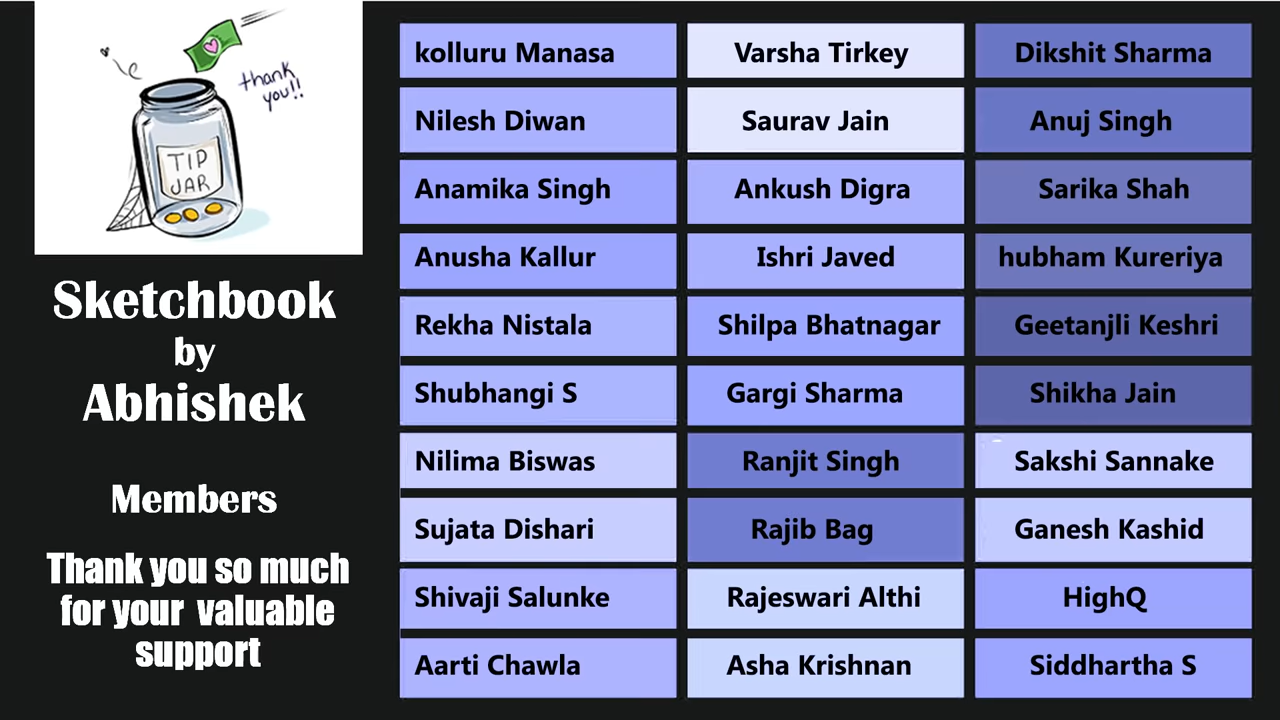 thank
you!!
TIP
JAR
Sketchbook
by
Abhishek
Members
Thank you so much
for your valuable
support
kolluru Manasa
Varsha Tirkey
Dikshit Sharma
Nilesh Diwan
Saurav Jain
Anuj Singh
Anamika Singh
Ankush Digra
Sarika Shah
Anusha Kallur
Ishri Javed
hubham Kureriya
Rekha Nistala
Shilpa Bhatnagar
Geetanjli Keshri
Shubhangi S
Gargi Sharma
Shikha Jain
Nilima Biswas
Ranjit Singh
Sakshi Sannake
Sujata Dishari
Rajib Bag
Ganesh Kashid
Shivaji Salunke
Rajeswari Althi
HighQ
Aarti Chawla
Asha Krishnan
Siddhartha S